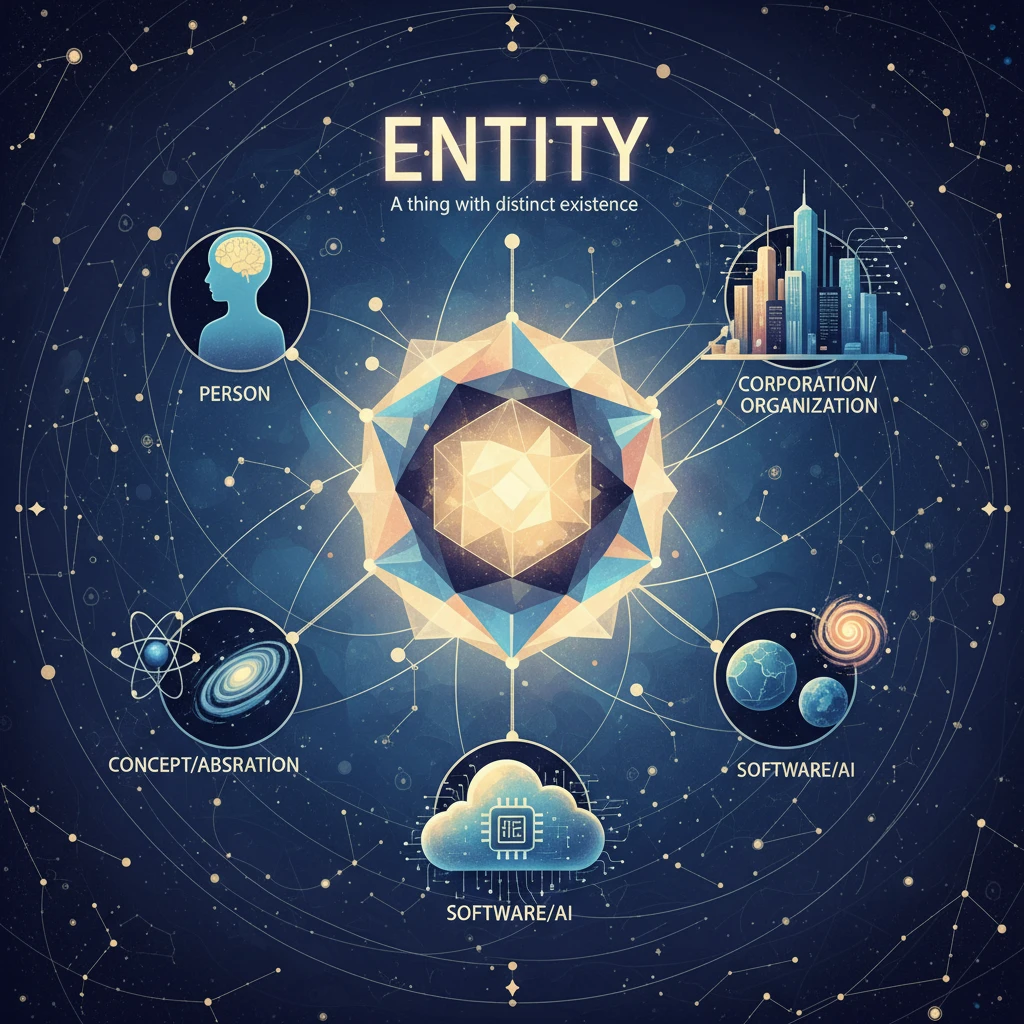 ENTITY
A thing with distinct existence
PERSON
CORPORATION/
ORGANIZATION
CONCEPT/ABSRATION
SOFTWARE/AI
SOFTWARE/AI